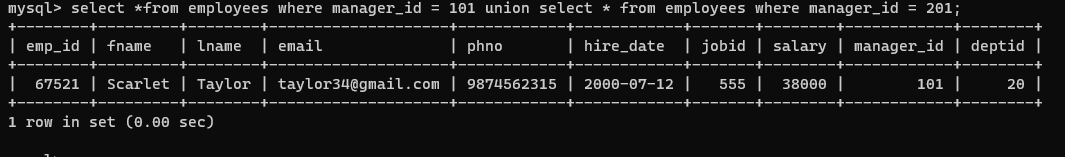 mysql> select *from employees where manager_id = 101 union select * from employees where manager_id = 201;
+--------+---------+--------+--------------------+------------+------------+-------+--------+------------+--------+
| emp_id | fname   | lname  | email              | phno       | hire_date  | jobid | salary | manager_id | deptid |
+--------+---------+--------+--------------------+------------+------------+-------+--------+------------+--------+
|  67521 | Scarlet | Taylor | taylor34@gmail.com | 9874562315 | 2000-07-12 |   555 |  38000 |        101 |     20 |
+--------+---------+--------+--------------------+------------+------------+-------+--------+------------+--------+
1 row in set (0.00 sec)